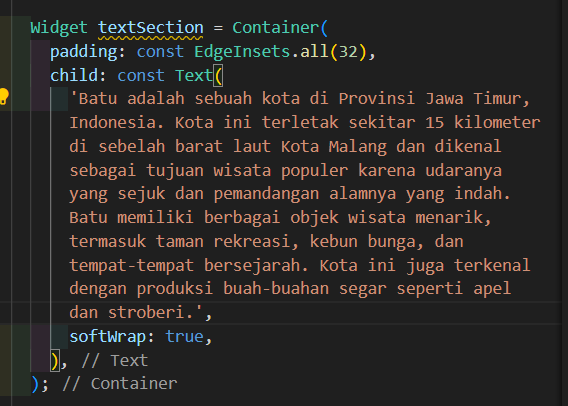 Widget textSection = Container(
padding: const EdgeInsets.all(32),
child: const Text(
'Batu adalah sebuah kota di Provinsi Jawa Timur,
Indonesia. Kota ini terletak sekitar 15 kilometer
di sebelah barat laut Kota Malang dan dikenal
sebagai tujuan wisata populer karena udaranya
yang sejuk dan pemandangan alamnya yang indah.
Batu memiliki berbagai objek wisata menarik,
termasuk taman rekreasi, kebun bunga, dan
tempat-tempat bersejarah. Kota ini juga terkenal
dengan produksi buah-buahan segar seperti apel
dan stroberi.',
softWrap: true,
), // Text
); // Container